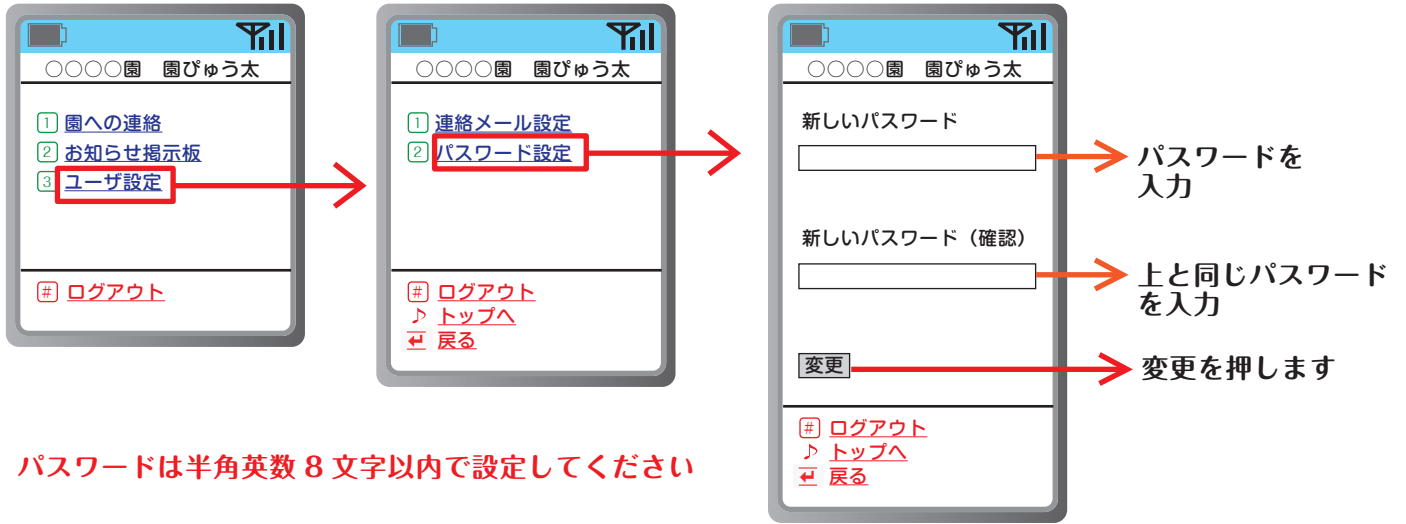 ○○○○園　園ぴゅう太
1 園への連絡
2 お知らせ掲示板
3 ユーザ設定
# ログアウト
○○○○園　園ぴゅう太
1 連絡メール設定
2 パスワード設定
# ログアウト
♪ トップへ
戻る
○○○○園　園ぴゅう太
新しいパスワード
パスワードを
入力
新しいパスワード（確認）
上と同じパスワード
を入力
変更
変更を押します
# ログアウト
♪ トップへ
戻る
パスワードは半角英数 8 文字以内で設定してください